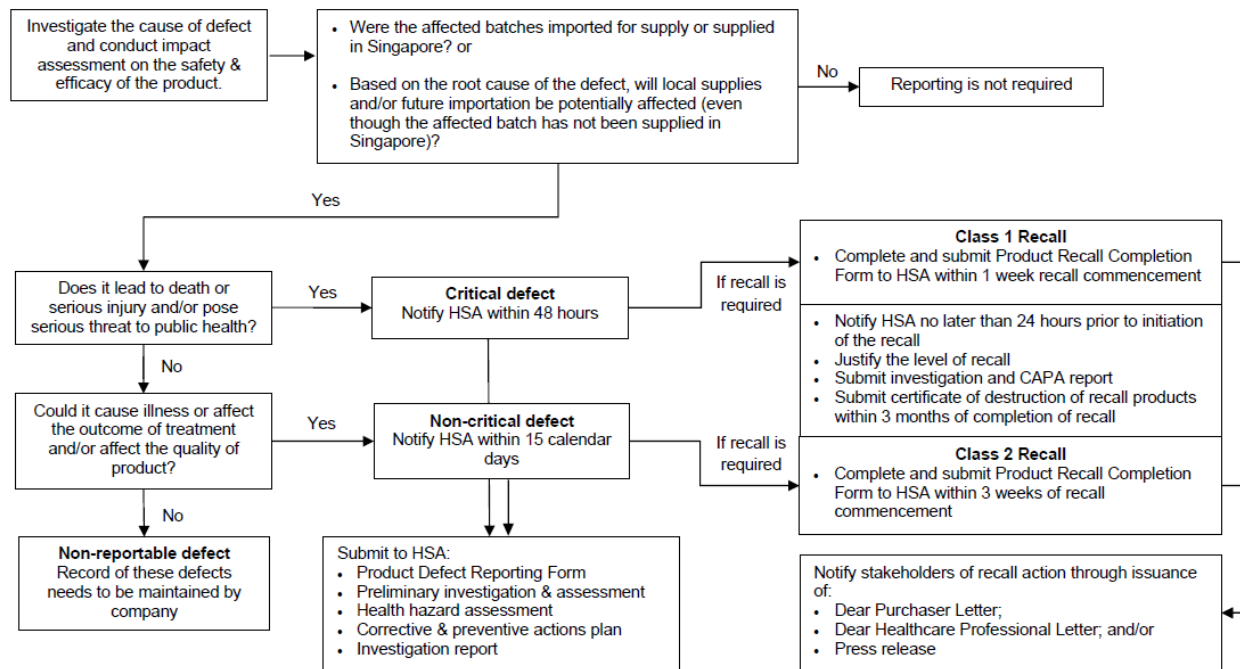 Investigate the cause of defect
and conduct impact
assessment on the safety &
efficacy of the product.
• Were the affected batches imported for supply or supplied
in Singapore? or
• Based on the root cause of the defect, will local supplies
and/or future importation be potentially affected (even
though the affected batch has not been supplied in
Singapore)?
No
Reporting is not required
Yes
Does it lead to death or
serious injury and/or pose
serious threat to public health?
Yes
Critical defect
Notify HSA within 48 hours
If recall is
required
Class 1 Recall
• Complete and submit Product Recall Completion
Form to HSA within 1 week recall commencement
• Notify HSA no later than 24 hours prior to initiation
of the recall
• Justify the level of recall
• Submit investigation and CAPA report
• Submit certificate of destruction of recall products
within 3 months of completion of recall
No
Could it cause illness or affect
the outcome of treatment
and/or affect the quality of
product?
Yes
Non-critical defect
Notify HSA within 15 calendar
days
If recall is
required
Class 2 Recall
• Complete and submit Product Recall Completion
Form to HSA within 3 weeks of recall
commencement
No
Non-reportable defect
Record of these defects
needs to be maintained by
company
Submit to HSA:
• Product Defect Reporting Form
• Preliminary investigation & assessment
• Health hazard assessment
• Corrective & preventive actions plan
• Investigation report
Notify stakeholders of recall action through issuance
of:
• Dear Purchaser Letter;
• Dear Healthcare Professional Letter; and/or
• Press release